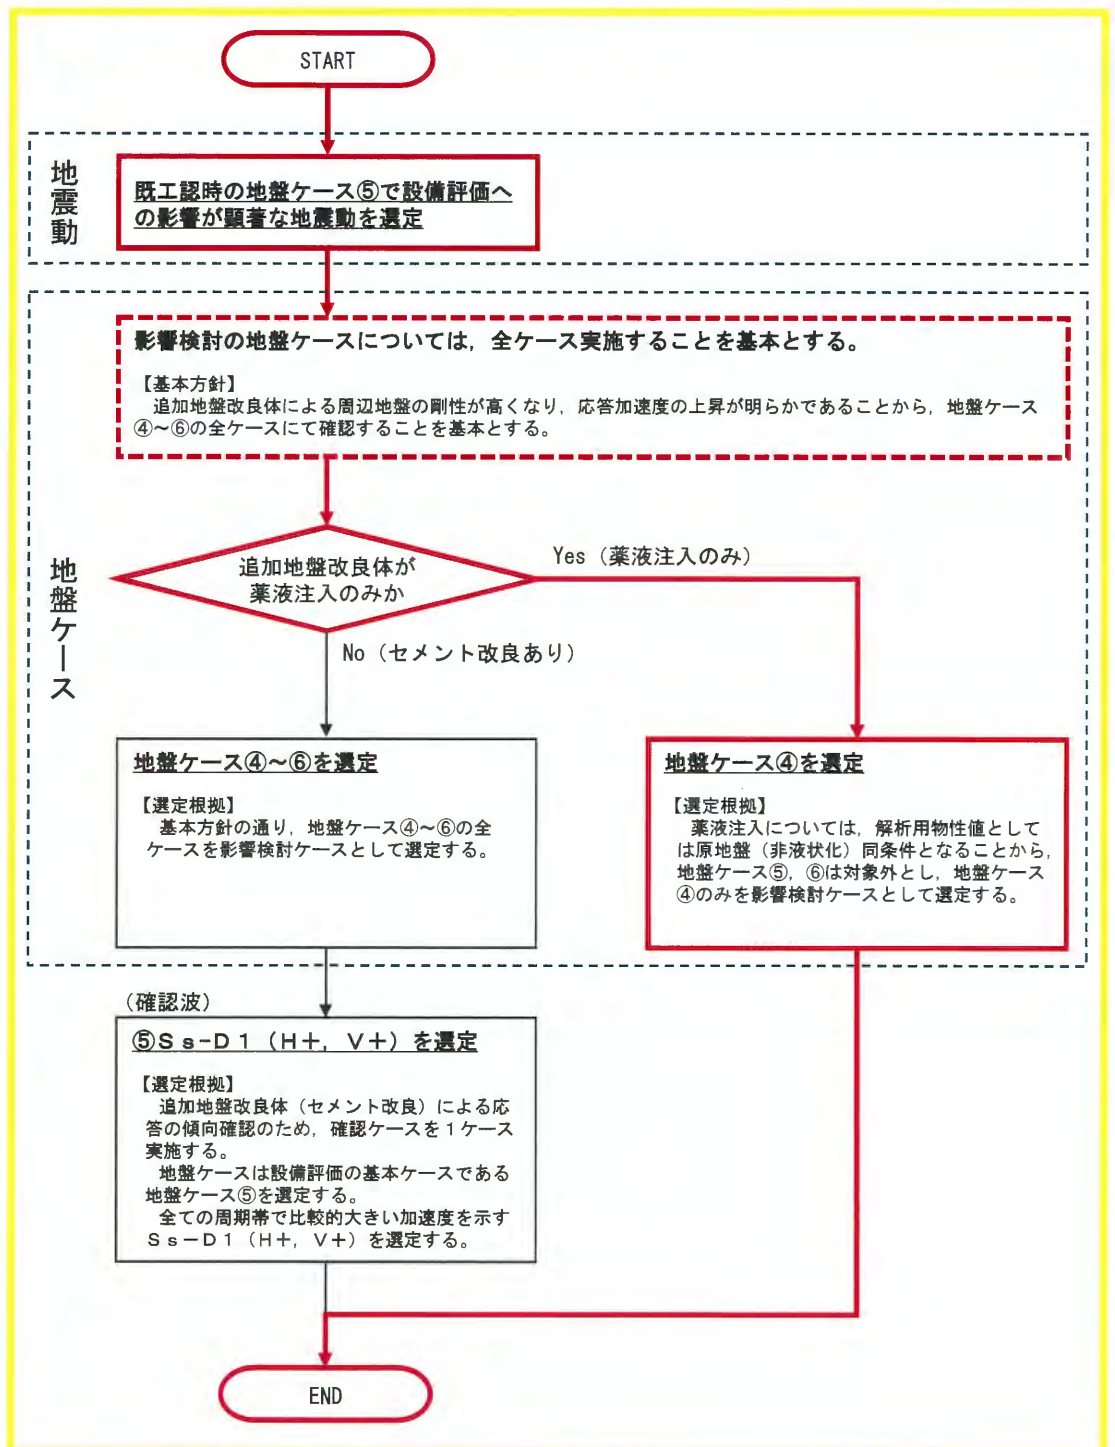 START
地震動
既工認時の地盤ケース⑤で設備評価へ
の影響が顕著な地震動を選定
影響検討の地盤ケースについては，全ケース実施することを基本とする。
【基本方針】
追加地盤改良体による周辺地盤の剛性が高くなり，応答加速度の上昇が明らかであることから，地盤ケース
④～⑥の全ケースにて確認することを基本とする。
地盤ケース
追加地盤改良体が
薬液注入のみか
Yes（薬液注入のみ）
No（セメント改良あり）
地盤ケース④～⑥を選定
【選定根拠】
基本方針の通り，地盤ケース④～⑥の全
ケースを影響検討ケースとして選定する。
地盤ケース④を選定
【選定根拠】
薬液注入については，解析用物性値として
は原地盤（非液状化）同条件となることから，
地盤ケース⑤，⑥は対象外とし，地盤ケース
④のみを影響検討ケースとして選定する。
（確認波）
⑤Ｓｓ-Ｄ１（Ｈ＋，Ｖ＋）を選定
【選定根拠】
追加地盤改良体（セメント改良）による応
答の傾向確認のため，確認ケースを１ケース
実施する。
地盤ケースは設備評価の基本ケースである
地盤ケース⑤を選定する。
全ての周期帯で比較的大きい加速度を示す
Ｓｓ－Ｄ１（Ｈ＋，Ｖ＋）を選定する。
END